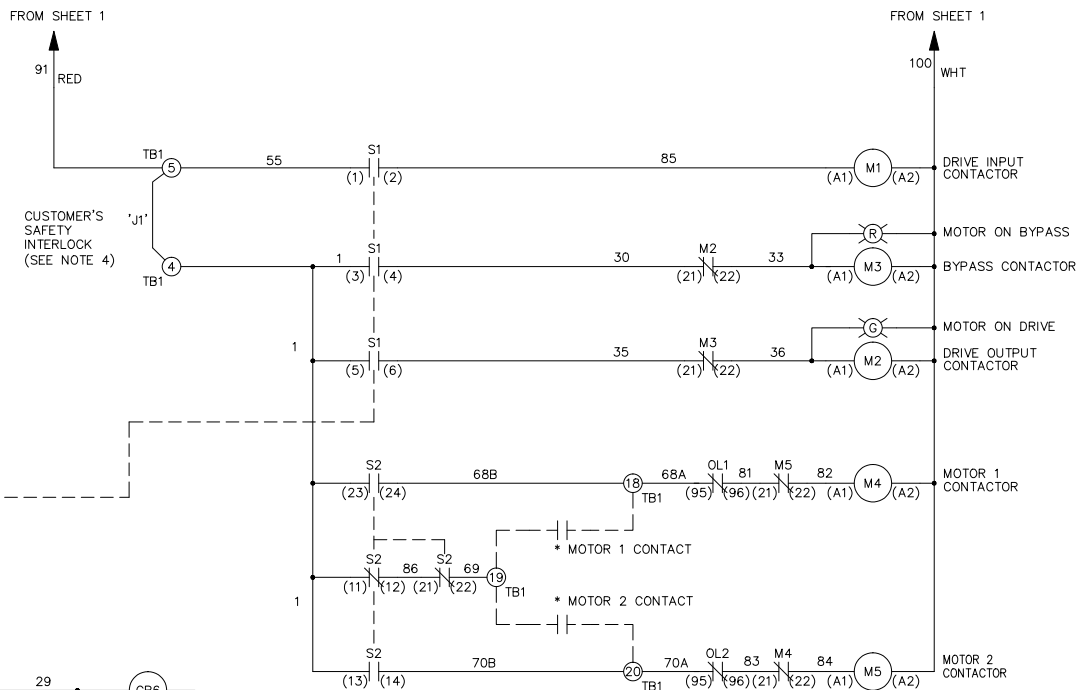 FROM SHEET 1
FROM SHEET 1
91
RED
100
WHT
TB1
5
55
S1
(1) (2)
85
(A1) M1 (A2)
DRIVE INPUT
CONTACTOR
CUSTOMER'S
SAFETY
INTERLOCK
(SEE NOTE 4)
'J1'
R
MOTOR ON BYPASS
4
TB1
1
S1
(3) (4)
30
M2
(21) (22)
33
(A1) M3 (A2)
BYPASS CONTACTOR
G
MOTOR ON DRIVE
1
S1
(5) (6)
35
M3
(21) (22)
36
(A1) M2 (A2)
DRIVE OUTPUT
CONTACTOR
S2
(23) (24)
68B
18
TB1
68A
OL1
(95) (96)
81
M5
(21) (22)
82
(A1) M4 (A2)
MOTOR 1
CONTACTOR
* MOTOR 1 CONTACT
S2
(11) (12)
86
S2
(21) (22)
69
19
TB1
* MOTOR 2 CONTACT
1
S2
(13) (14)
70B
20
TB1
70A
OL2
(95) (96)
83
M4
(21) (22)
84
(A1) M5 (A2)
MOTOR 2
CONTACTOR
29
CR6